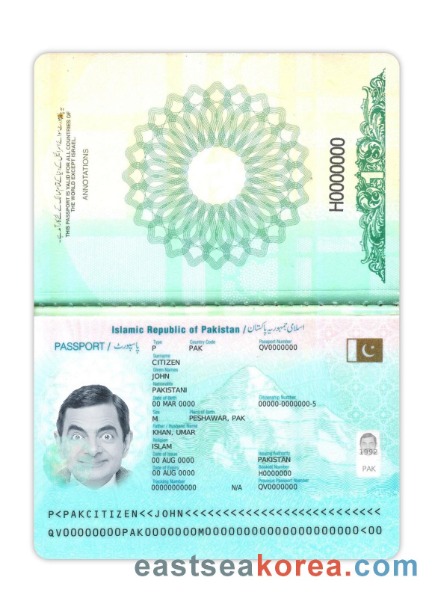 THIS PASSPORT IS VALID FOR ALL COUNTRIES OF
THE WORLD EXCEPT ISRAEL.
ANNOTATIONS
H0000000
Islamic Republic of Pakistan / اسلامی جمہوریہ پاکستان
PASSPORT / پاسپورٹ
Type Country Code Passport Number
P PAK QV0000000
Surname
CITIZEN
Given Names
JOHN
Nationality
PAKISTANI
Date of Birth Citizenship Number
00 MAR 0000 00000-0000000-5
Sex Place of Birth
M PESHAWAR, PAK
Father / Husband Name
KHAN, UMAR
Religion
ISLAM
Date of Issue Issuing Authority
00 AUG 0000 PAKISTAN
Date of Expiry Booklet Number
00 AUG 0000 H0000000
Tracking Number Previous Passport Number
00000000000 N/A QV0000000
1992
PAK
P<PAKCITIZEN<<JOHN<<<<<<<<<<<<<<<<<<<<<<<<<<
QV00000000PAK0000000M00000000000000000000<00
eastseakorea.com